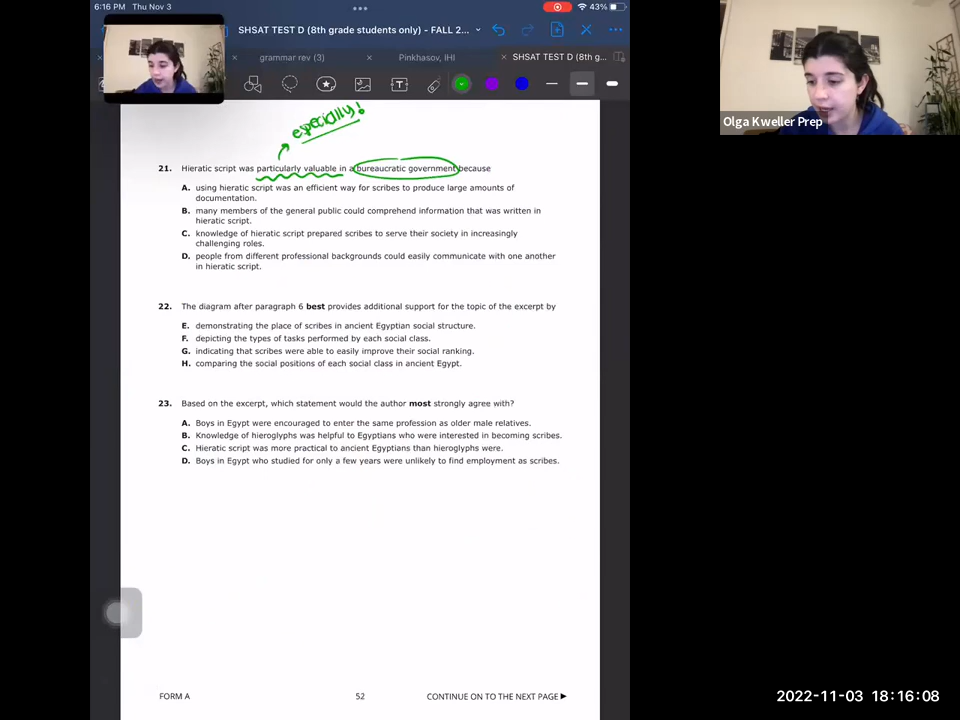 6:16 PM Thu Nov 3
43%
SHSAT TEST D (8th grade students only) - FALL 2...
grammar rev (3)
Pinkhasov, IHI
SHSAT TEST D (8th g...
Olga Kweller Prep
especially!
21. Hieratic script was particularly valuable in a bureaucratic government because
A. using hieratic script was an efficient way for scribes to produce large amounts of
documentation.
B. many members of the general public could comprehend information that was written in
hieratic script.
C. knowledge of hieratic script prepared scribes to serve their society in increasingly
challenging roles.
D. people from different professional backgrounds could easily communicate with one another
in hieratic script.
22. The diagram after paragraph 6 best provides additional support for the topic of the excerpt by
E. demonstrating the place of scribes in ancient Egyptian social structure.
F. depicting the types of tasks performed by each social class.
G. indicating that scribes were able to easily improve their social ranking.
H. comparing the social positions of each social class in ancient Egypt.
23. Based on the excerpt, which statement would the author most strongly agree with?
A. Boys in Egypt were encouraged to enter the same profession as older male relatives.
B. Knowledge of hieroglyphs was helpful to Egyptians who were interested in becoming scribes.
C. Hieratic script was more practical to ancient Egyptians than hieroglyphs were.
D. Boys in Egypt who studied for only a few years were unlikely to find employment as scribes.
FORM A
52
CONTINUE ON TO THE NEXT PAGE
2022-11-03 18:16:08